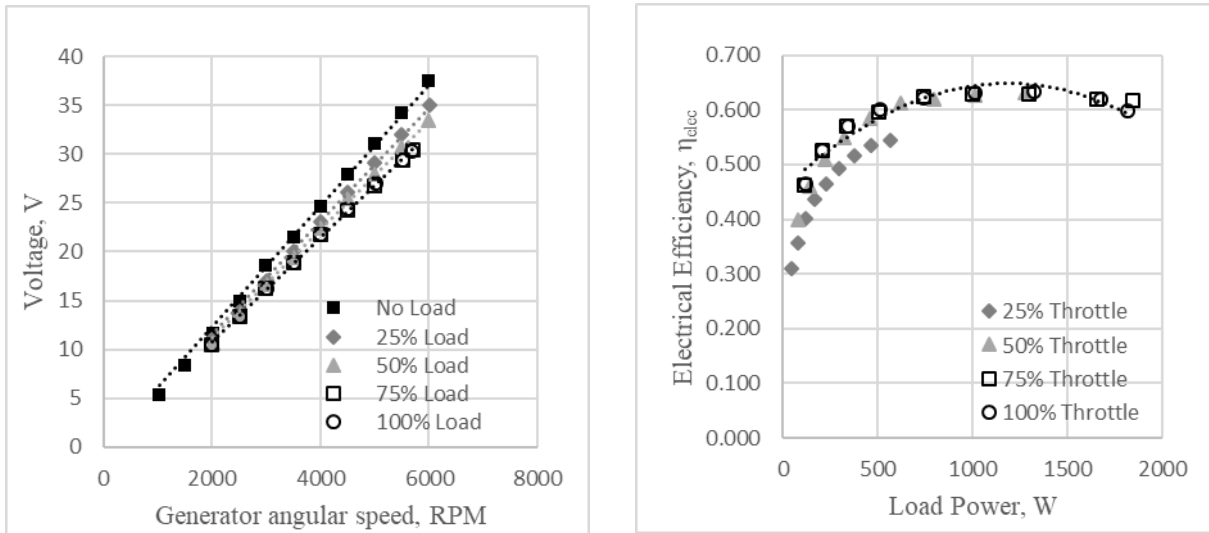 40
35
30
25
20
15
10
5
0
Voltage, V
No Load
25% Load
50% Load
75% Load
100% Load
0 2000 4000 6000 8000
Generator angular speed, RPM
0.700
0.600
0.500
0.400
0.300
0.200
0.100
0.000
Electrical Efficiency, ηelec
25% Throttle
50% Throttle
75% Throttle
100% Throttle
0 500 1000 1500 2000
Load Power, W